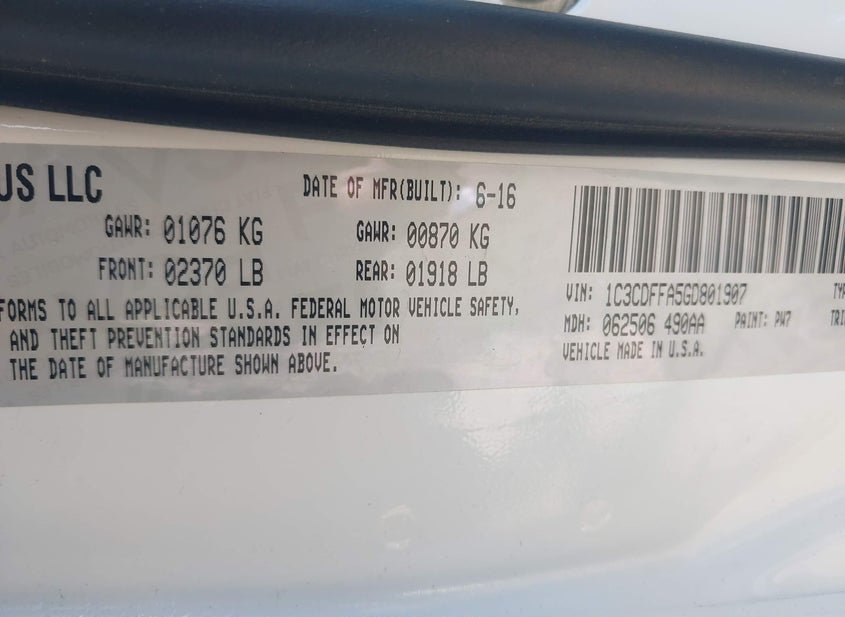 US LLC
DATE OF MFR(BUILT): 6-16
GAWR: 01076 KG GAWR: 00870 KG
FRONT: 02370 LB REAR: 01918 LB
FORMS TO ALL APPLICABLE U.S.A. FEDERAL MOTOR VEHICLE SAFETY,
AND THEFT PREVENTION STANDARDS IN EFFECT ON
THE DATE OF MANUFACTURE SHOWN ABOVE.
VIN: 1C3CDFFA5GD801907 TYP
MDH: 062506 490AA PAINT: PW7 TRI
VEHICLE MADE IN U.S.A.